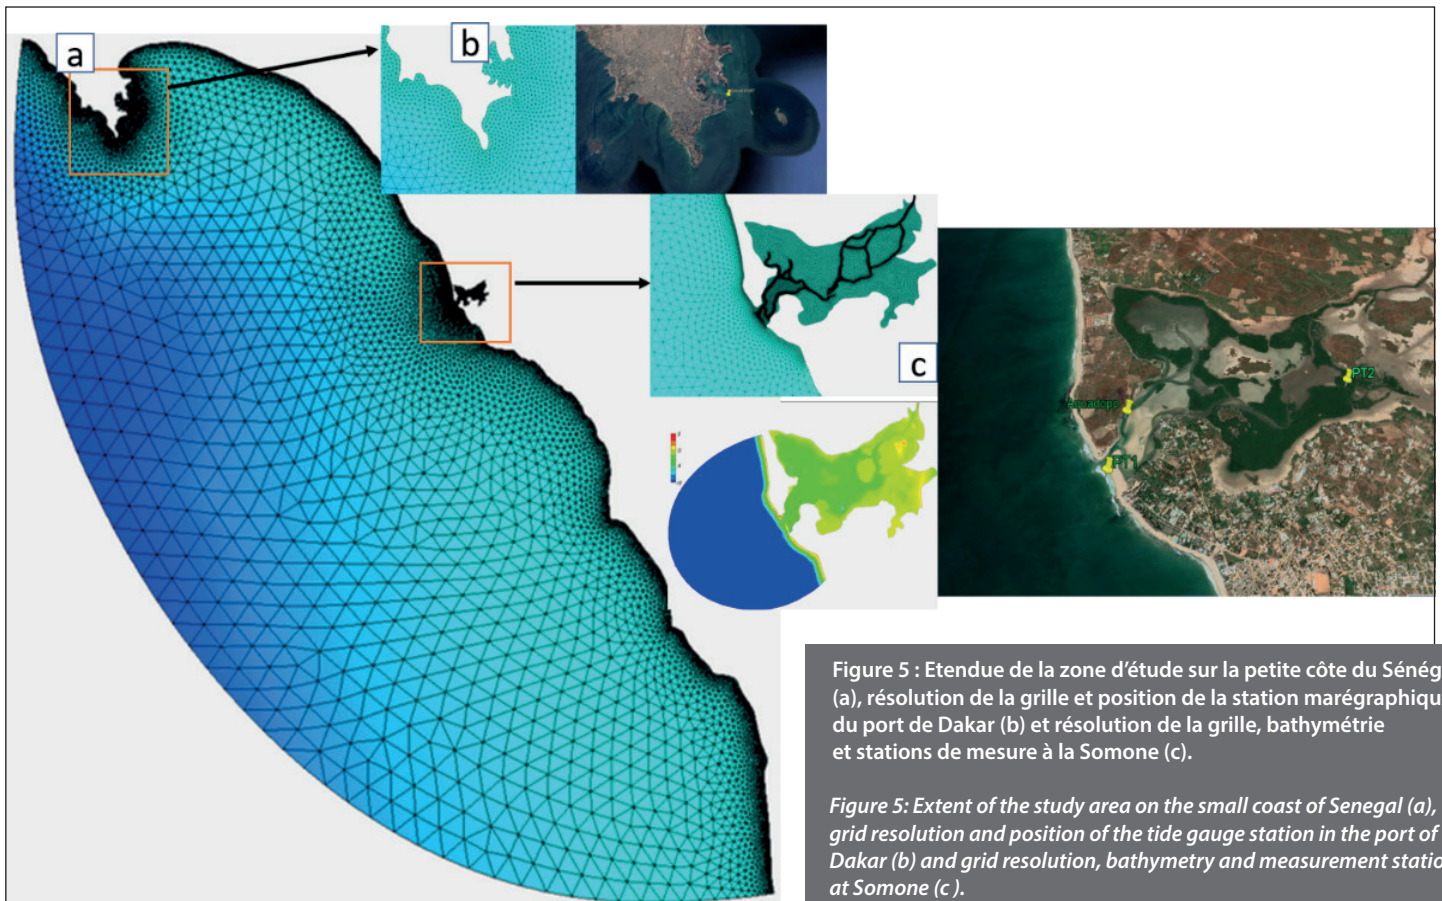 a
b
c
Aquadopp
PT1
PT2
Figure 5 : Etendue de la zone d'étude sur la petite côte du Sénég
(a), résolution de la grille et position de la station marégraphiqu
du port de Dakar (b) et résolution de la grille, bathymétrie
et stations de mesure à la Somone (c).
Figure 5: Extent of the study area on the small coast of Senegal (a),
grid resolution and position of the tide gauge station in the port of
Dakar (b) and grid resolution, bathymetry and measurement statio
at Somone (c ).